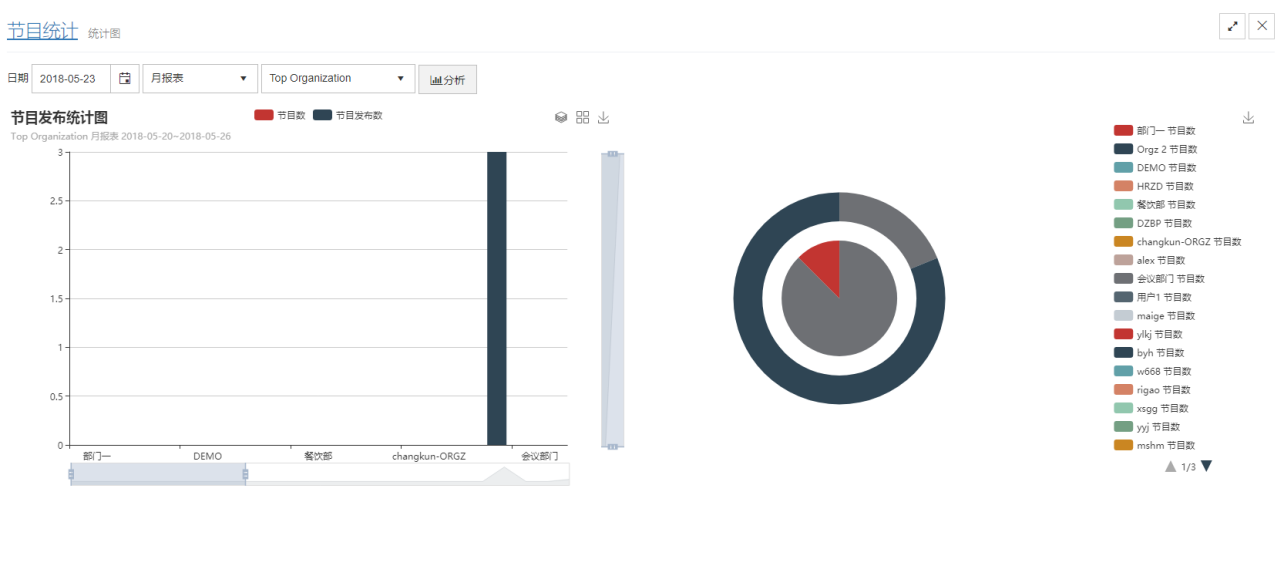 节目统计 统计图
日期 2018-05-23 月报表 Top Organization 分析
节目发布统计图
节目数 节目发布数
Top Organization 月报表 2018-05-20~2018-05-26
3
2.5
2
1.5
1
0.5
0
部门一 DEMO 餐饮部 changkun-ORGZ 会议部门
部门一 节目数
Orgz 2 节目数
DEMO 节目数
HRZD 节目数
餐饮部 节目数
DZBP 节目数
changkun-ORGZ 节目数
alex 节目数
会议部门 节目数
用户1 节目数
maige 节目数
ylkj 节目数
byh 节目数
w668 节目数
rigao 节目数
xsgg 节目数
yyj 节目数
mshm 节目数
1/3